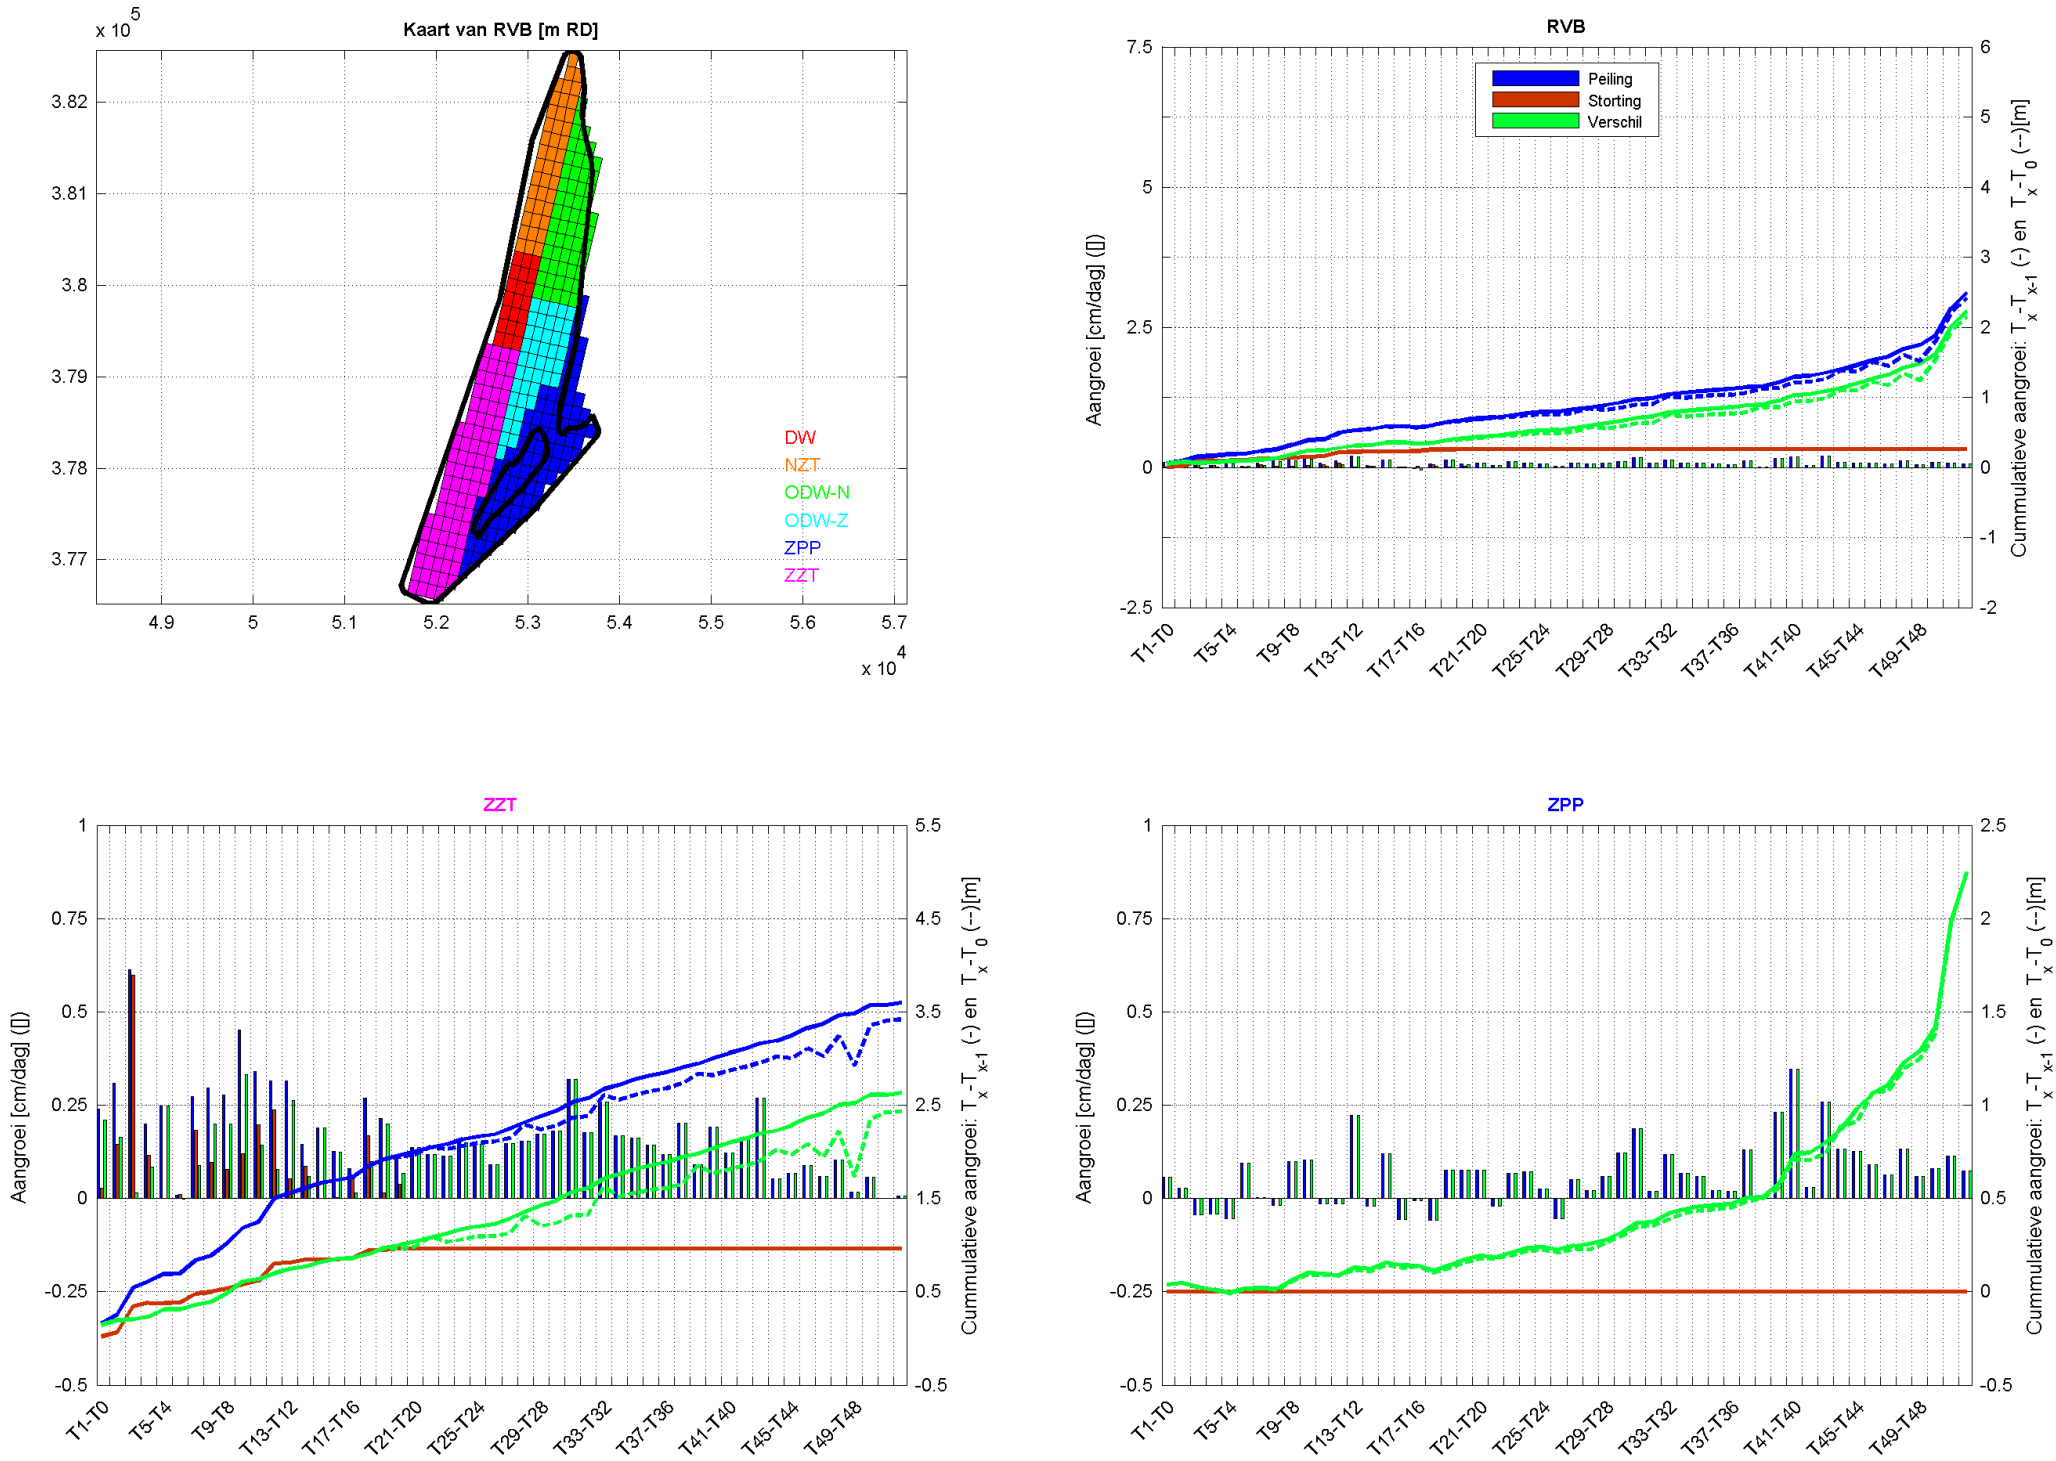 Kaart van RVB [m RD]
x 10^5
3.82
3.81
3.8
3.79
3.78
3.77
4.9 5 5.1 5.2 5.3 5.4 5.5 5.6 5.7
x 10^4
DW
NZT
ODW-N
ODW-Z
ZPP
ZZT
RVB
Peiling
Storting
Verschil
Aangroei [cm/dag] ([])
7.5
5
2.5
0
-2.5
6
5
4
3
2
1
0
-1
-2
Cummulatieve aangroei: T_x-T_x-1 (-) en T_x-T_0 (--)[m]
T1-T0 T5-T4 T9-T8 T13-T12 T17-T16 T21-T20 T25-T24 T29-T28 T33-T32 T37-T36 T41-T40 T45-T44 T49-T48
ZZT
Aangroei [cm/dag] ([])
1
0.75
0.5
0.25
0
-0.25
-0.5
5.5
4.5
3.5
2.5
1.5
0.5
-0.5
Cummulatieve aangroei: T_x-T_x-1 (-) en T_x-T_0 (--)[m]
T1-T0 T5-T4 T9-T8 T13-T12 T17-T16 T21-T20 T25-T24 T29-T28 T33-T32 T37-T36 T41-T40 T45-T44 T49-T48
ZPP
Aangroei [cm/dag] ([])
1
0.75
0.5
0.25
0
-0.25
-0.5
2.5
2
1.5
1
0.5
0
-0.5
Cummulatieve aangroei: T_x-T_x-1 (-) en T_x-T_0 (--)[m]
T1-T0 T5-T4 T9-T8 T13-T12 T17-T16 T21-T20 T25-T24 T29-T28 T33-T32 T37-T36 T41-T40 T45-T44 T49-T48